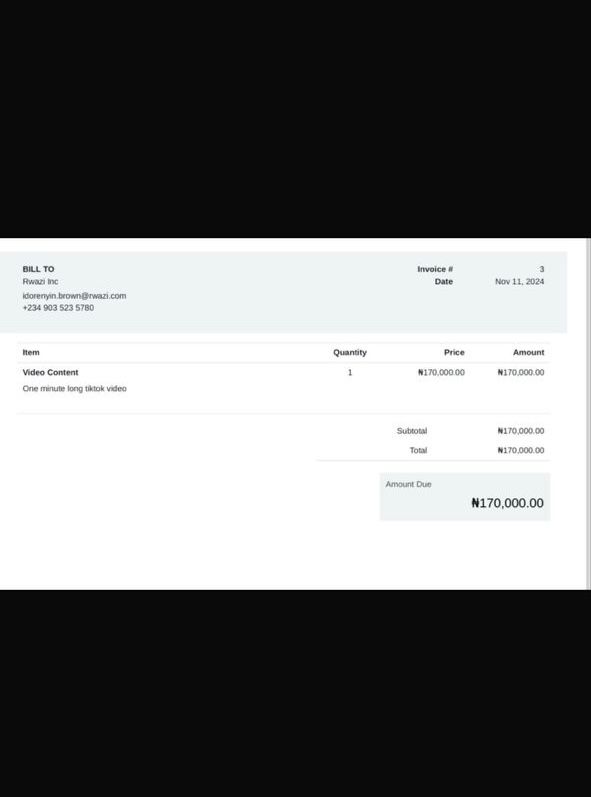 BILL TO
Rwazi Inc
idorenyin.brown@rwazi.com
+234 903 523 5780
Invoice # 3
Date Nov 11, 2024
Item Quantity Price Amount
Video Content 1 ₦170,000.00 ₦170,000.00
One minute long tiktok video
Subtotal ₦170,000.00
Total ₦170,000.00
Amount Due
₦170,000.00